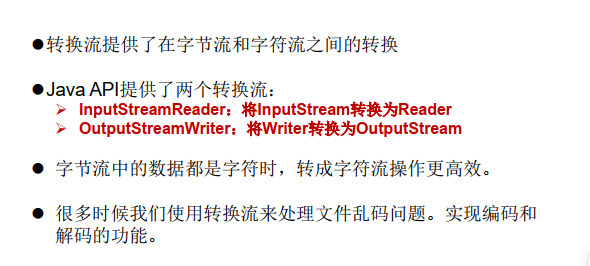 ●转换流提供了在字节流和字符流之间的转换
●Java API提供了两个转换流：
➢ InputStreamReader：将InputStream转换为Reader
➢ OutputStreamWriter：将Writer转换为OutputStream
● 字节流中的数据都是字符时，转成字符流操作更高效。
● 很多时候我们使用转换流来处理文件乱码问题。实现编码和
解码的功能。